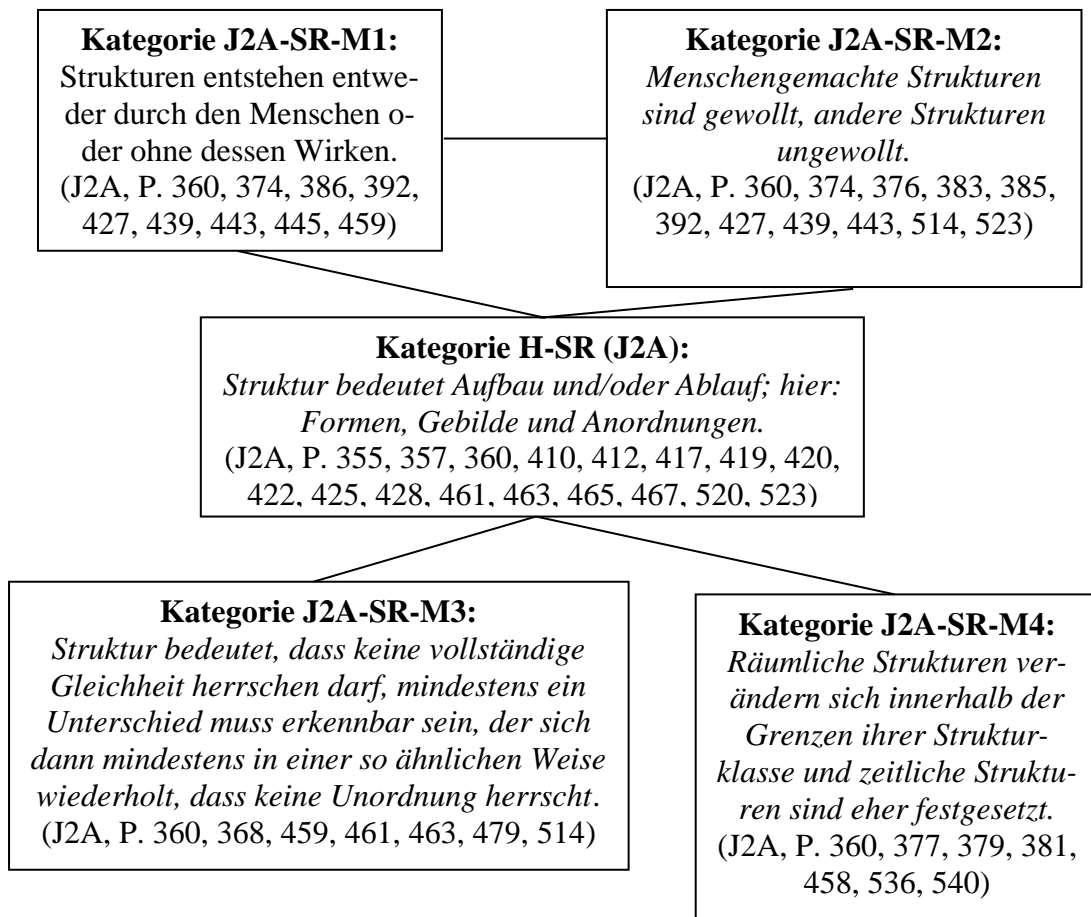 Kategorie J2A-SR-M1:
Strukturen entstehen entwe-
der durch den Menschen o-
der ohne dessen Wirken.
(J2A, P. 360, 374, 386, 392,
427, 439, 443, 445, 459)
Kategorie J2A-SR-M2:
Menschengemachte Strukturen
sind gewollt, andere Strukturen
ungewollt.
(J2A, P. 360, 374, 376, 383, 385,
392, 427, 439, 443, 514, 523)
Kategorie H-SR (J2A):
Struktur bedeutet Aufbau und/oder Ablauf; hier:
Formen, Gebilde und Anordnungen.
(J2A, P. 355, 357, 360, 410, 412, 417, 419, 420,
422, 425, 428, 461, 463, 465, 467, 520, 523)
Kategorie J2A-SR-M3:
Struktur bedeutet, dass keine vollständige
Gleichheit herrschen darf, mindestens ein
Unterschied muss erkennbar sein, der sich
dann mindestens in einer so ähnlichen Weise
wiederholt, dass keine Unordnung herrscht.
(J2A, P. 360, 368, 459, 461, 463, 479, 514)
Kategorie J2A-SR-M4:
Räumliche Strukturen ver-
ändern sich innerhalb der
Grenzen ihrer Struktur-
klasse und zeitliche Struktu-
ren sind eher festgesetzt.
(J2A, P. 360, 377, 379, 381,
458, 536, 540)